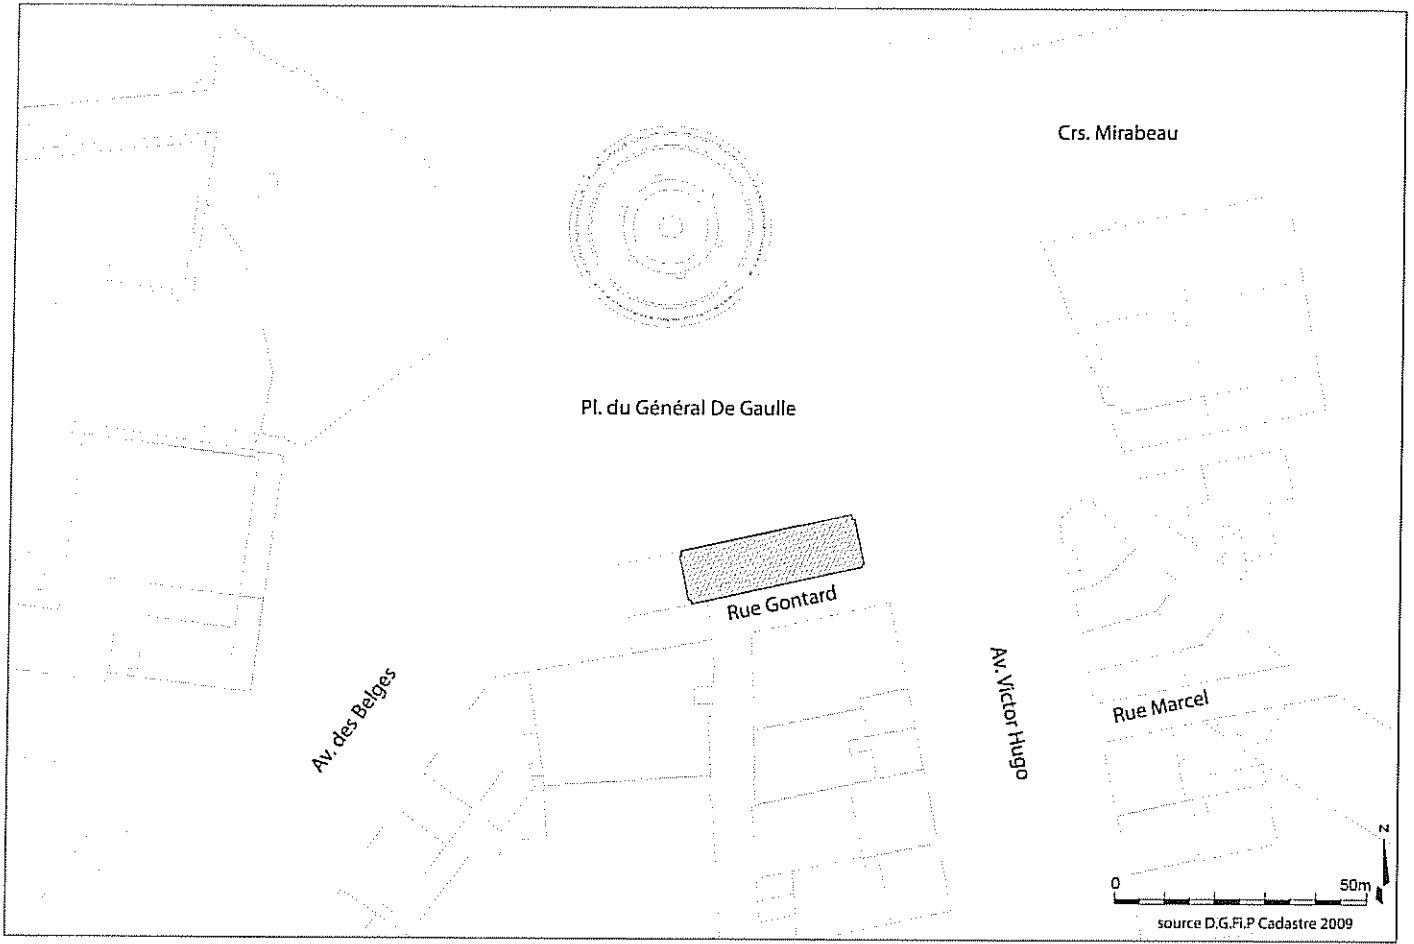 Crs. Mirabeau
Pl. du Général De Gaulle
Rue Gontard
Av. des Belges
Av. Victor Hugo
Rue Marcel
N
0 50m
source D.G.Fi.P Cadastre 2009